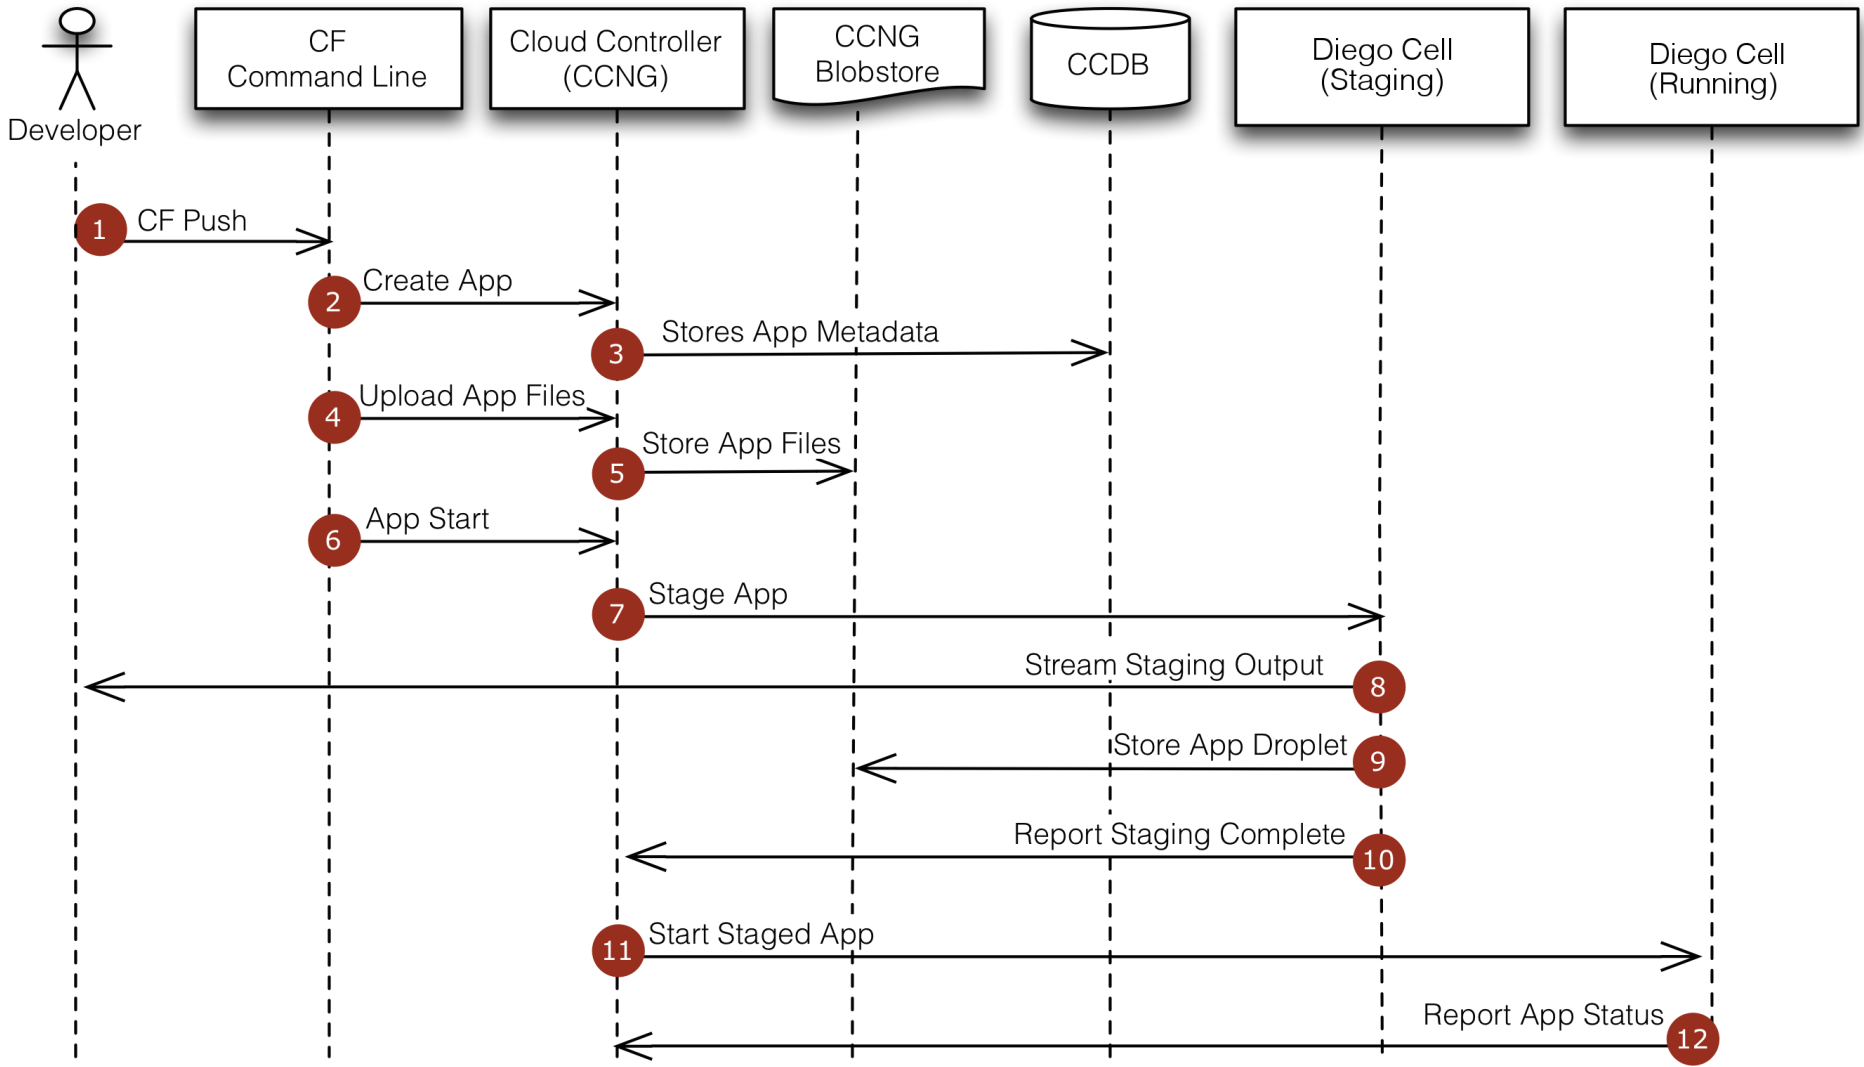 CF
Command Line
Cloud Controller
(CCNG)
CCNG
Blobstore
CCDB
Diego Cell
(Staging)
Diego Cell
(Running)
Developer
1 CF Push
2 Create App
3 Stores App Metadata
4 Upload App Files
5 Store App Files
6 App Start
7 Stage App
Stream Staging Output 8
Store App Droplet 9
Report Staging Complete 10
11 Start Staged App
Report App Status 12